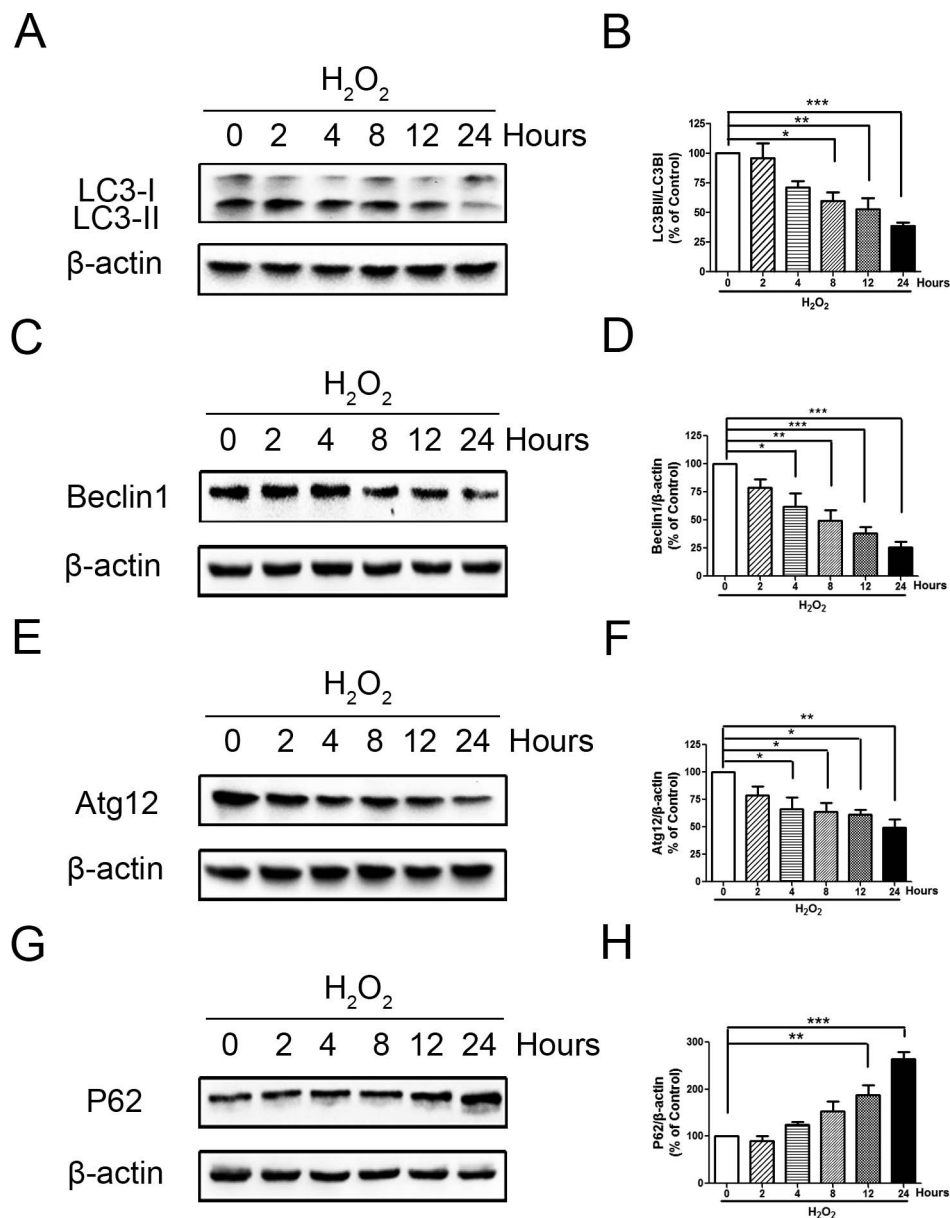 A
H₂O₂
0 2 4 8 12 24 Hours
LC3-I
LC3-II
β-actin
B
***
**
*
LC3BII/LC3BI
(% of Control)
125
100
75
50
25
0
0 2 4 8 12 24 Hours
H₂O₂
C
H₂O₂
0 2 4 8 12 24 Hours
Beclin1
β-actin
D
***
***
**
*
Beclin1/β-actin
(% of Control)
125
100
75
50
25
0
0 2 4 8 12 24 Hours
H₂O₂
E
H₂O₂
0 2 4 8 12 24 Hours
Atg12
β-actin
F
**
*
*
*
Atg12/β-actin
% of Control)
125
100
75
50
25
0
0 2 4 8 12 24 Hours
H₂O₂
G
H₂O₂
0 2 4 8 12 24 Hours
P62
β-actin
H
***
**
P62/β-actin
(% of Control)
300
200
100
0
0 2 4 8 12 24 Hours
H₂O₂